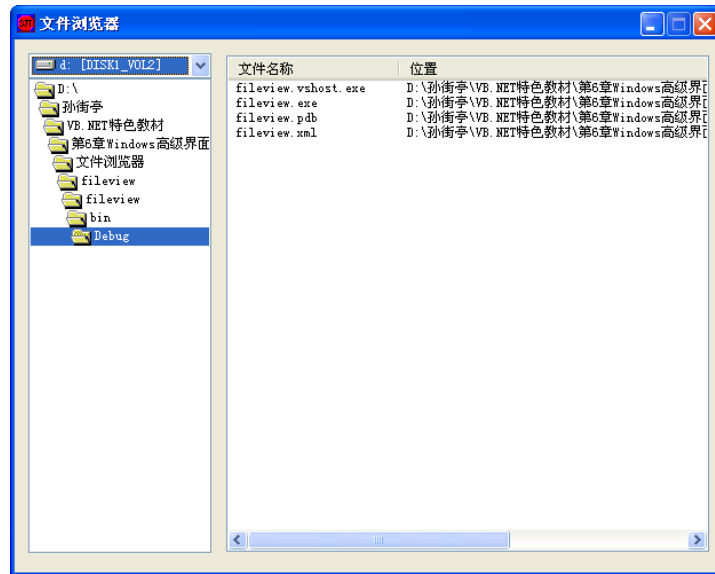 文件浏览器
d: [DISK1_VOL2]
D:\
孙街亭
VB.NET特色教材
第6章Windows高级界面
文件浏览器
fileview
fileview
bin
Debug
文件名称 位置
fileview.vshost.exe D:\孙街亭\VB.NET特色教材\第6章Windows高级界
fileview.exe D:\孙街亭\VB.NET特色教材\第6章Windows高级界
fileview.pdb D:\孙街亭\VB.NET特色教材\第6章Windows高级界
fileview.xml D:\孙街亭\VB.NET特色教材\第6章Windows高级界